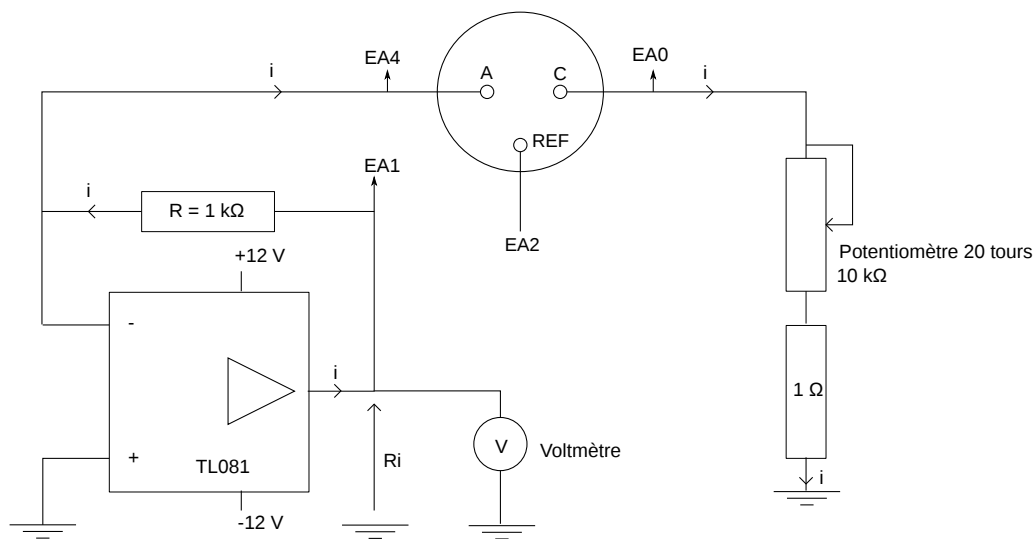 EA4
EA0
i
A
C
i
REF
EA1
i
R = 1 kΩ
EA2
+12 V
Potentiomètre 20 tours
10 kΩ
-
i
1 Ω
V
Voltmètre
+
TL081
Ri
i
-12 V